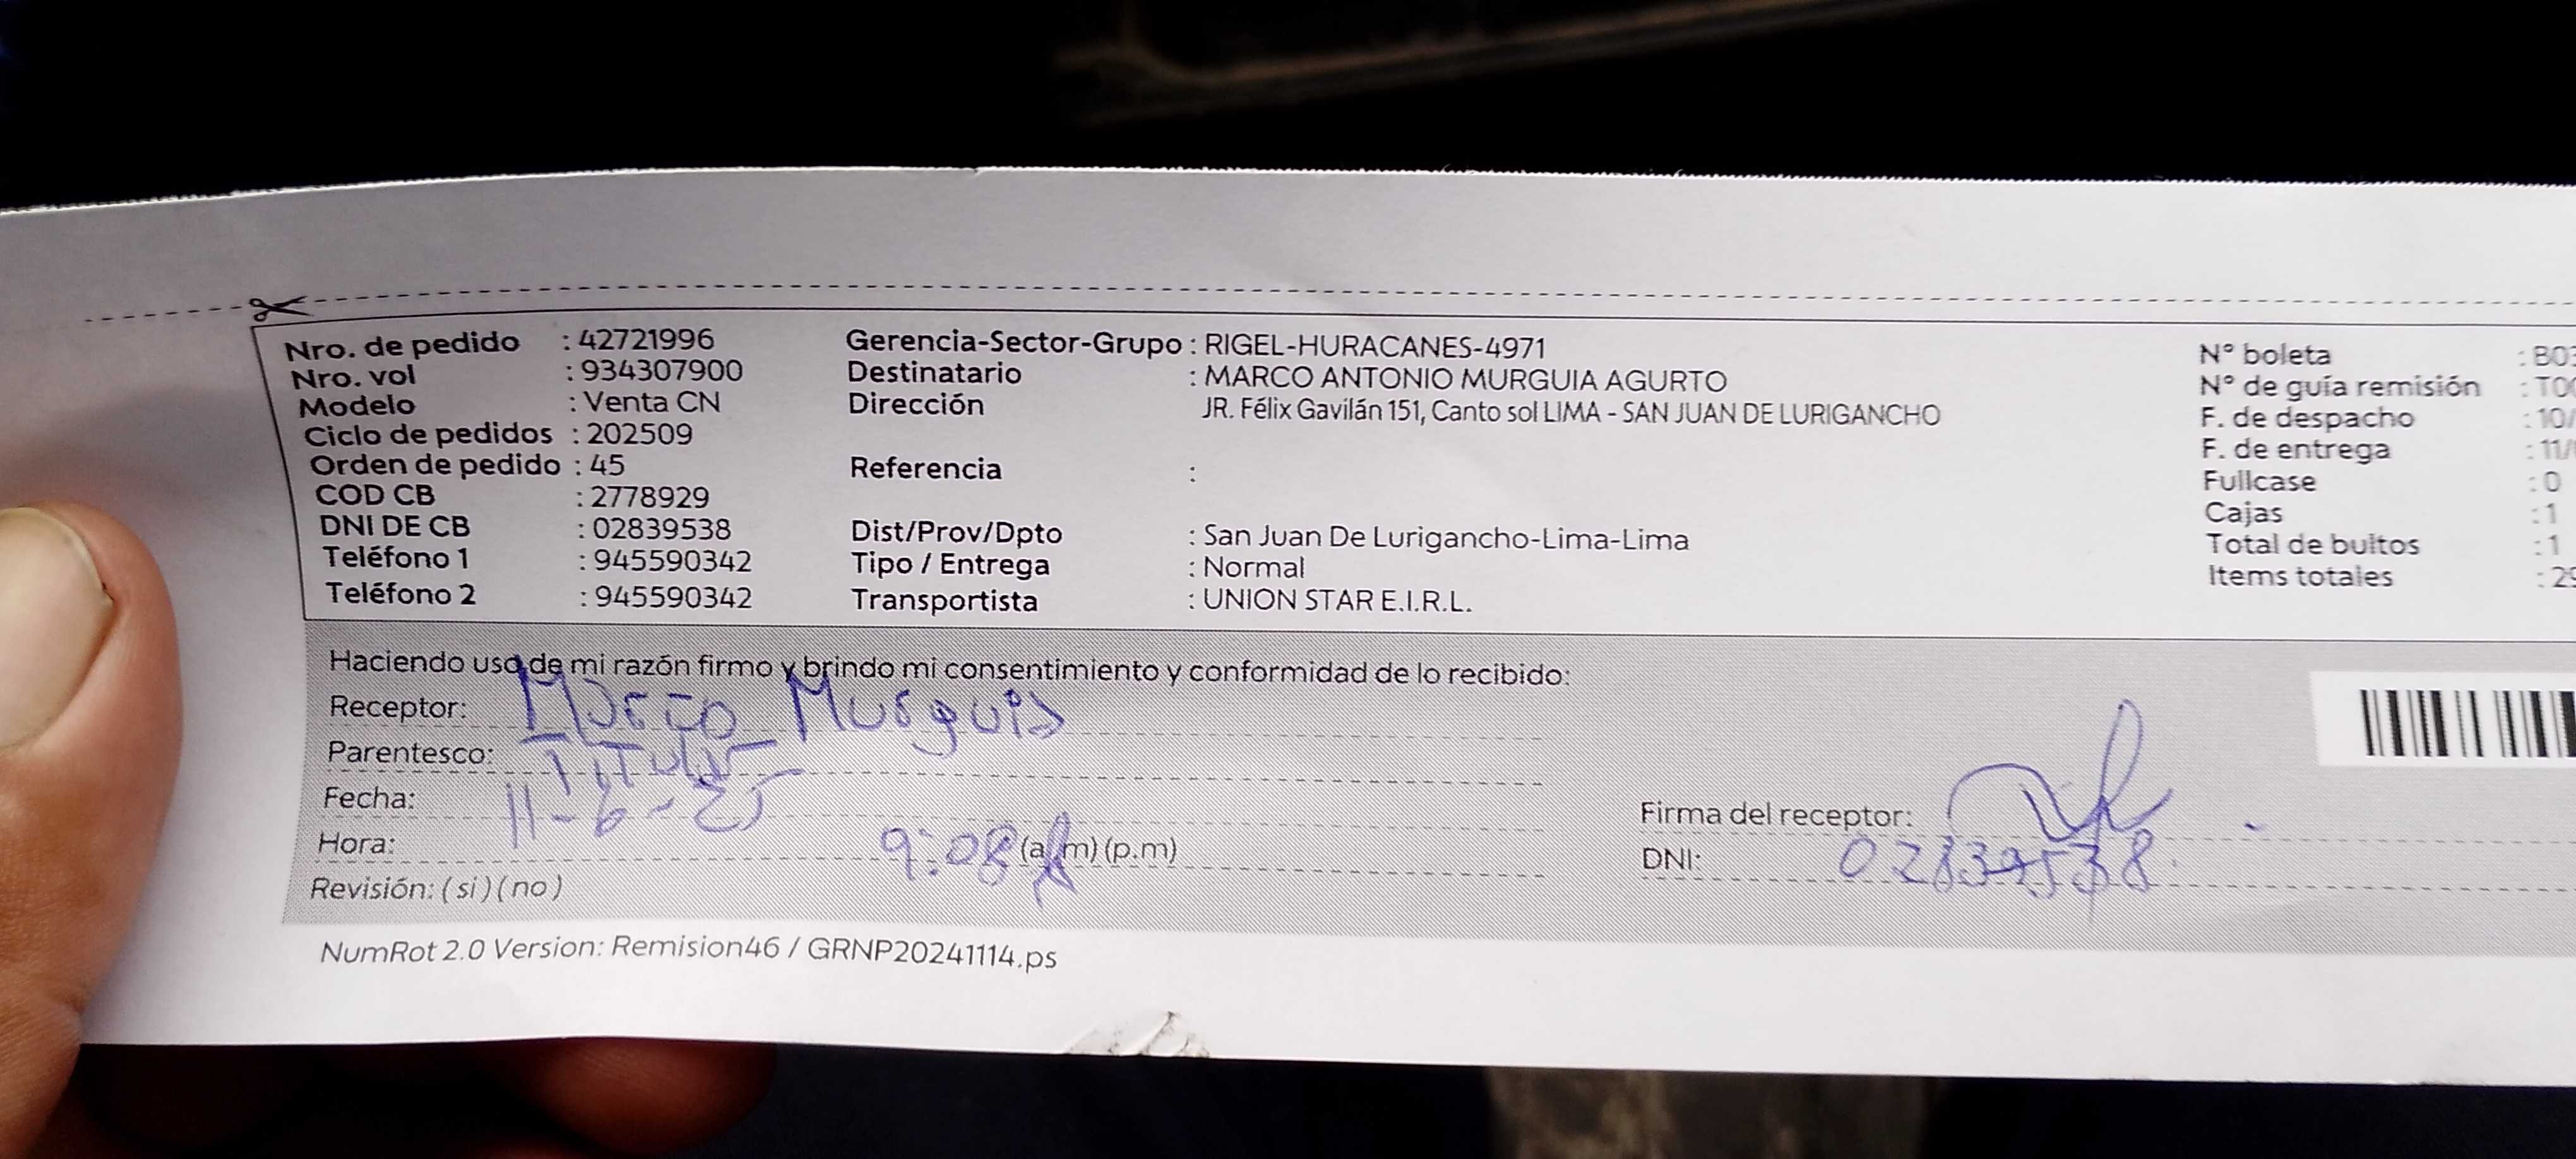 Nro. de pedido : 42721996
Nro. vol : 934307900
Modelo : Venta CN
Ciclo de pedidos : 202509
Orden de pedido : 45
COD CB : 2778929
DNI DE CB : 02839538
Teléfono 1 : 945590342
Teléfono 2 : 945590342
Gerencia-Sector-Grupo : RIGEL-HURACANES-4971
Destinatario : MARCO ANTONIO MURGUIA AGURTO
Dirección JR. Félix Gavilán 151, Canto sol LIMA - SAN JUAN DE LURIGANCHO
Referencia :
Dist/Prov/Dpto : San Juan De Lurigancho-Lima-Lima
Tipo / Entrega : Normal
Transportista : UNION STAR E.I.R.L.
N° boleta : B03
N° de guía remisión : T00
F. de despacho : 10/
F. de entrega : 11/
Fullcase : 0
Cajas : 1
Total de bultos : 1
Items totales : 29
Haciendo uso de mi razón firmo y brindo mi consentimiento y conformidad de lo recibido:
Receptor: Marco Murguia
Parentesco: Titular
Fecha: 11-6-25
Hora: 9:08 (a.m) (p.m)
Revisión: (si) (no)
Firma del receptor:
DNI: 02839538
NumRot 2.0 Version: Remision46 / GRNP20241114.ps